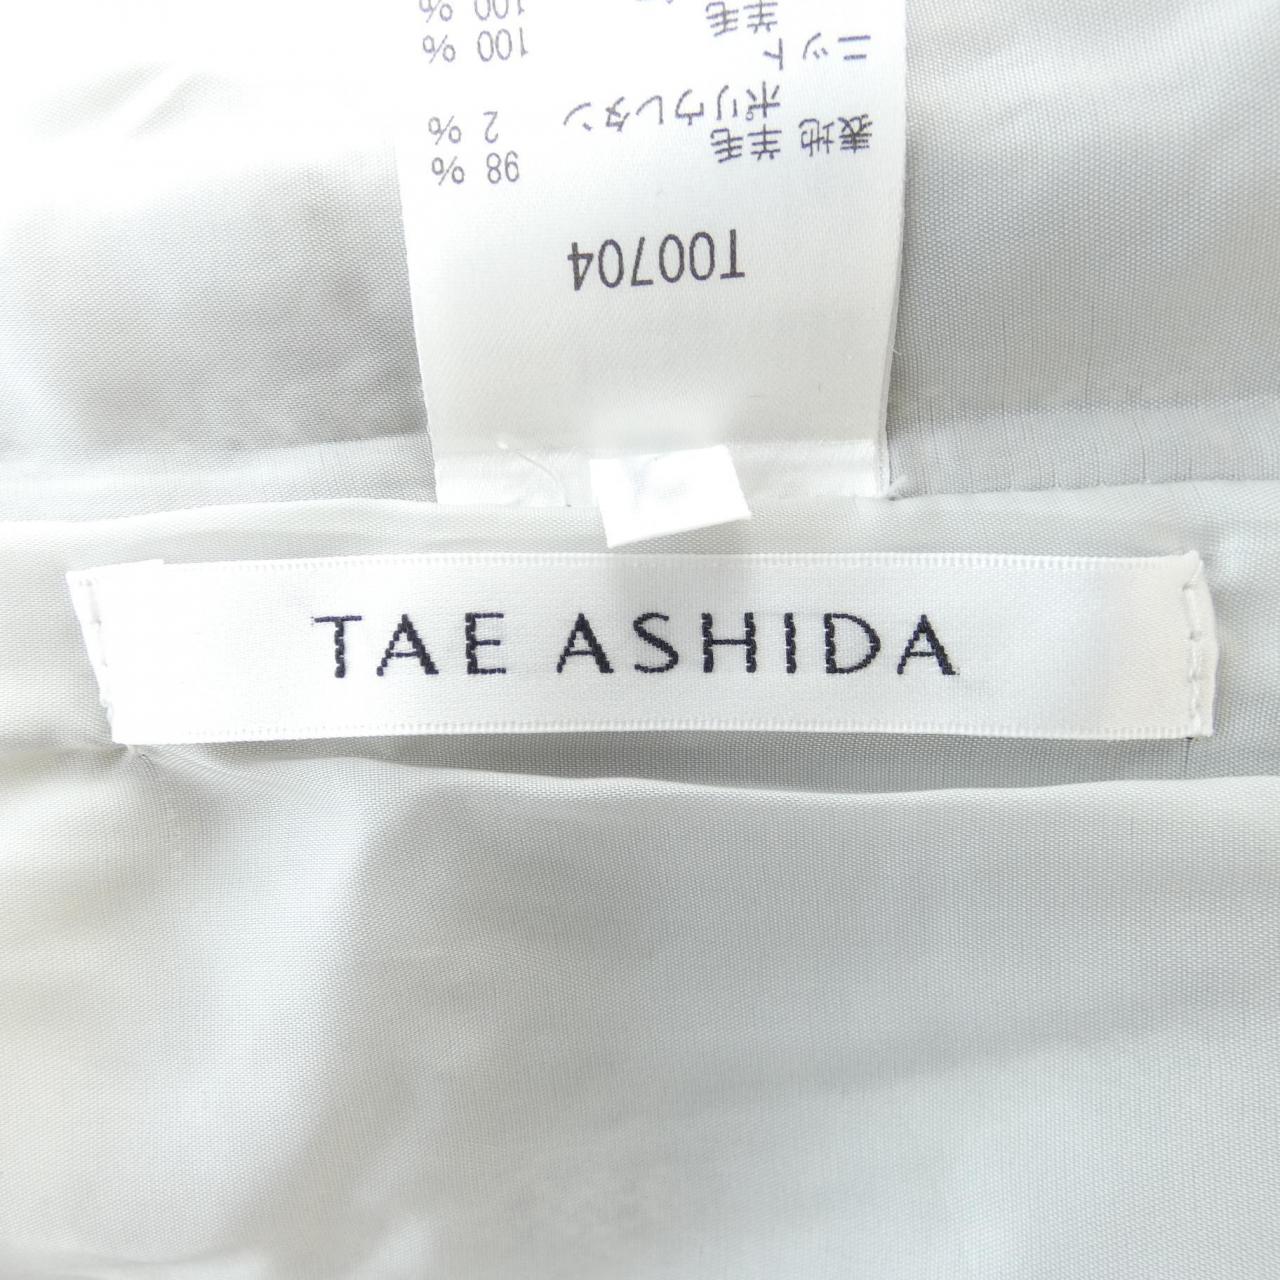 T00704
表地 羊毛 98 %
ポリウレタン 2 %
ニット
羊毛 100 %
100 %
TAE ASHIDA